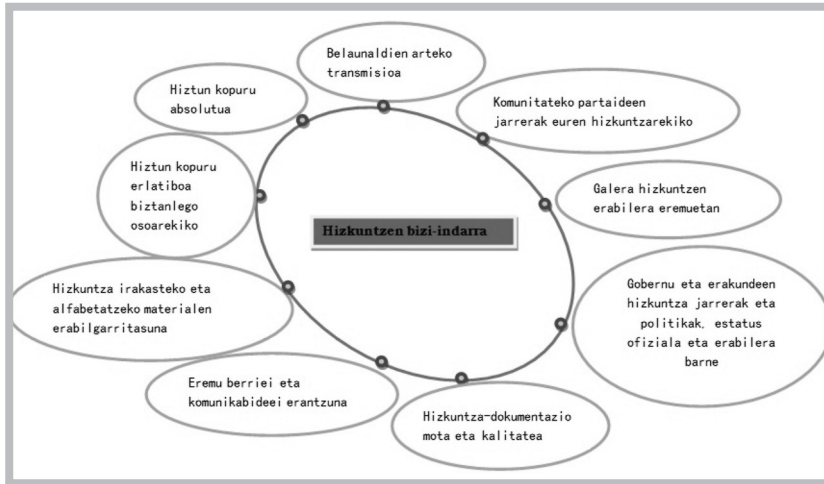 Belaunaldien arteko
transmisioa
Hiztun kopuru
absolutua
Komunitateko partaideen
jarrerak euren hizkuntzarekiko
Hiztun kopuru
erlatiboa
biztanlego
osoarekiko
Galera hizkuntzen
erabilera eremuetan
Hizkuntzen bizi-indarra
Hizkuntza irakasteko eta
alfabetatzeko materialen
erabilgarritasuna
Gobernu eta erakundeen
hizkuntza jarrerak eta
politikak, estatus
ofiziala eta erabilera
barne
Eremu berriei eta
komunikabideei erantzuna
Hizkuntza-dokumentazio
mota eta kalitatea